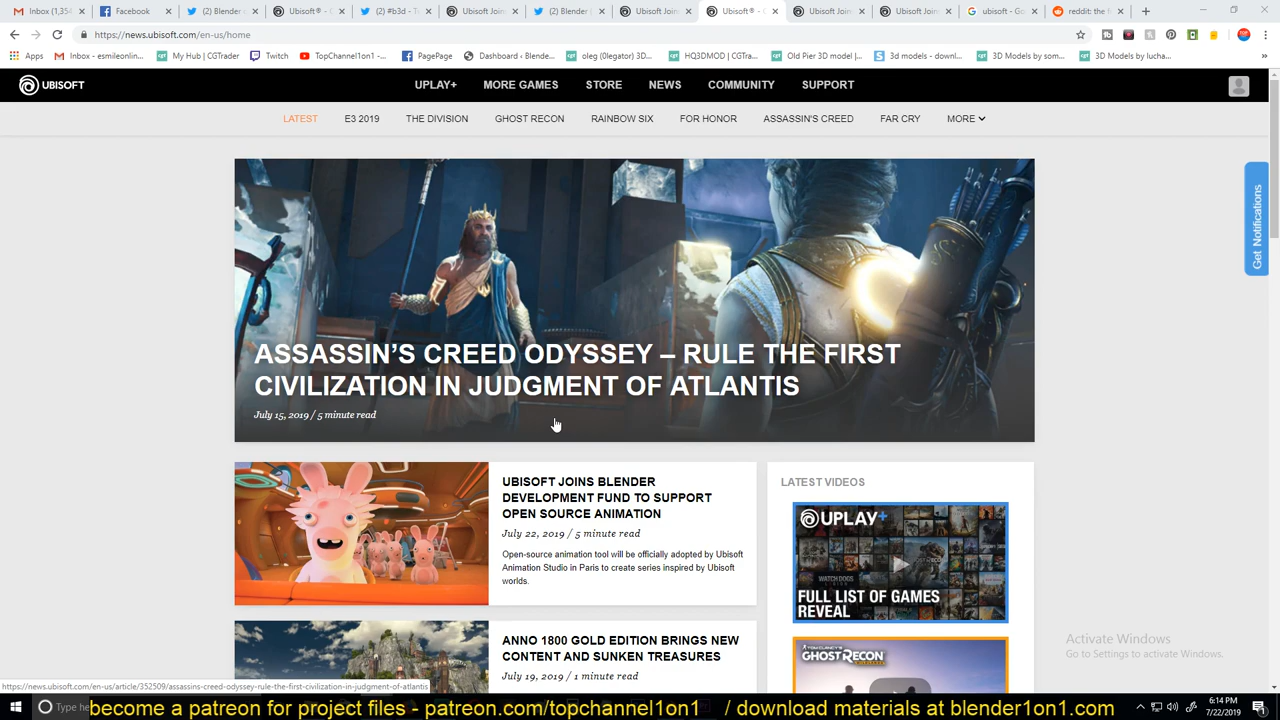 Inbox (1,354
Facebook
(2) Blender
Ubisoft® - G
(2) #b3d - T
Ubisoft Join
(2) Blender
Ubisoft Join
Ubisoft® - G
Ubisoft Join
Ubisoft Join
ubisoft - Go
reddit: the f
https://news.ubisoft.com/en-us/home
Apps
Inbox - esmileonlin...
My Hub | CGTrader
Twitch
TopChannel1on1 -...
PagePage
Dashboard ‹ Blende...
oleg (0legator) 3D...
HQ3DMOD | CGTra...
Old Pier 3D model |...
3d models - downl...
3D Models by som...
3D Models by lucha...
UBISOFT
UPLAY+
MORE GAMES
STORE
NEWS
COMMUNITY
SUPPORT
LATEST
E3 2019
THE DIVISION
GHOST RECON
RAINBOW SIX
FOR HONOR
ASSASSIN'S CREED
FAR CRY
MORE
Get Notifications
ASSASSIN'S CREED ODYSSEY – RULE THE FIRST
CIVILIZATION IN JUDGMENT OF ATLANTIS
July 15, 2019 / 5 minute read
UBISOFT JOINS BLENDER
DEVELOPMENT FUND TO SUPPORT
OPEN SOURCE ANIMATION
July 22, 2019 / 5 minute read
Open-source animation tool will be officially adopted by Ubisoft
Animation Studio in Paris to create series inspired by Ubisoft
worlds.
ANNO 1800 GOLD EDITION BRINGS NEW
CONTENT AND SUNKEN TREASURES
July 19, 2019 / 1 minute read
LATEST VIDEOS
UPLAY+
WATCH DOGS
FULL LIST OF GAMES
REVEAL
TOM CLANCY'S
GHOST RECON
Activate Windows
Go to Settings to activate Windows.
https://news.ubisoft.com/en-us/article/352509/assassins-creed-odyssey-rule-the-first-civilization-in-judgment-of-atlantis
Type he
become a patreon for project files - patreon.com/topchannel1on1 / download materials at blender1on1.com
6:14 PM
7/22/2019